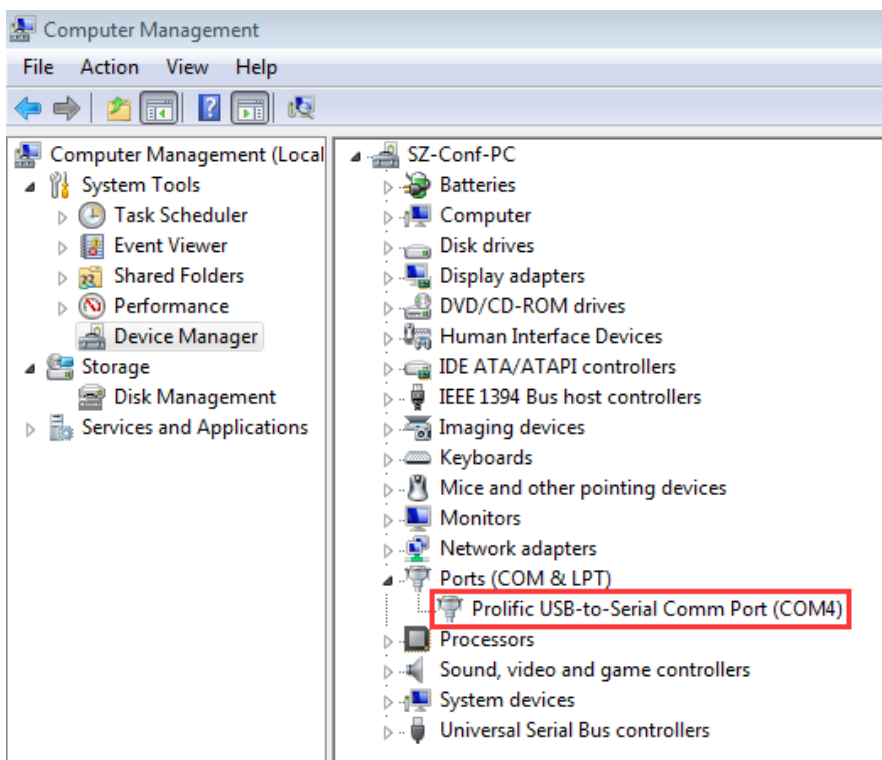 Computer Management
File Action View Help
Computer Management (Local
System Tools
Task Scheduler
Event Viewer
Shared Folders
Performance
Device Manager
Storage
Disk Management
Services and Applications
SZ-Conf-PC
Batteries
Computer
Disk drives
Display adapters
DVD/CD-ROM drives
Human Interface Devices
IDE ATA/ATAPI controllers
IEEE 1394 Bus host controllers
Imaging devices
Keyboards
Mice and other pointing devices
Monitors
Network adapters
Ports (COM & LPT)
Prolific USB-to-Serial Comm Port (COM4)
Processors
Sound, video and game controllers
System devices
Universal Serial Bus controllers